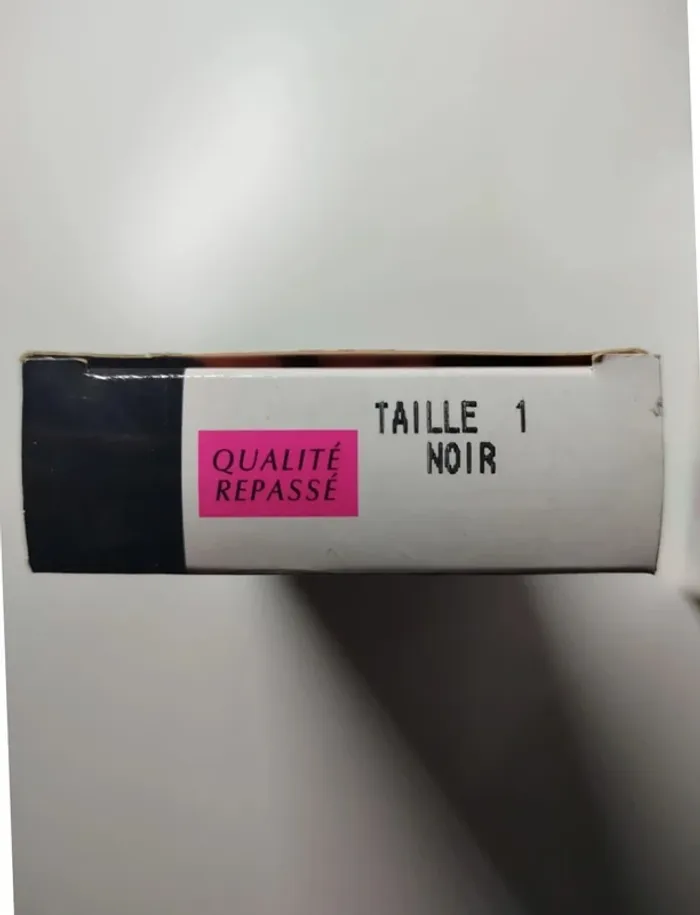 QUALITÉ
REPASSÉ
TAILLE 1
NOIR